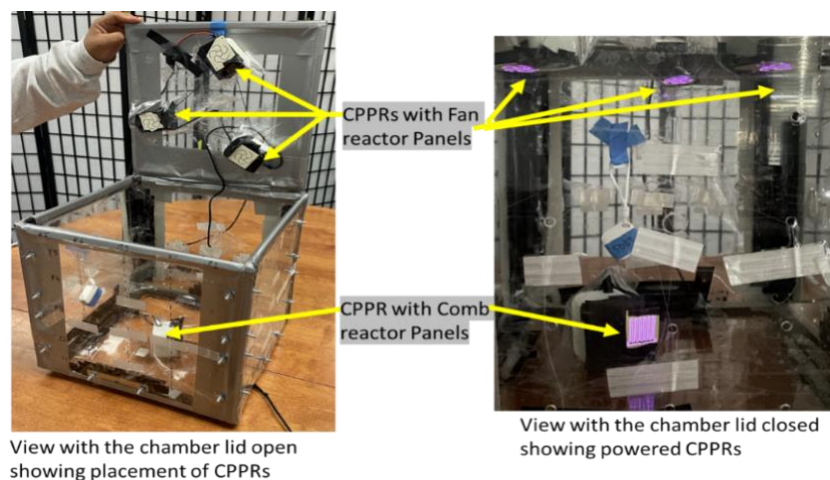 CPPRs with Fan
reactor Panels
CPPR with Comb
reactor Panels
View with the chamber lid open
showing placement of CPPRs
View with the chamber lid closed
showing powered CPPRs